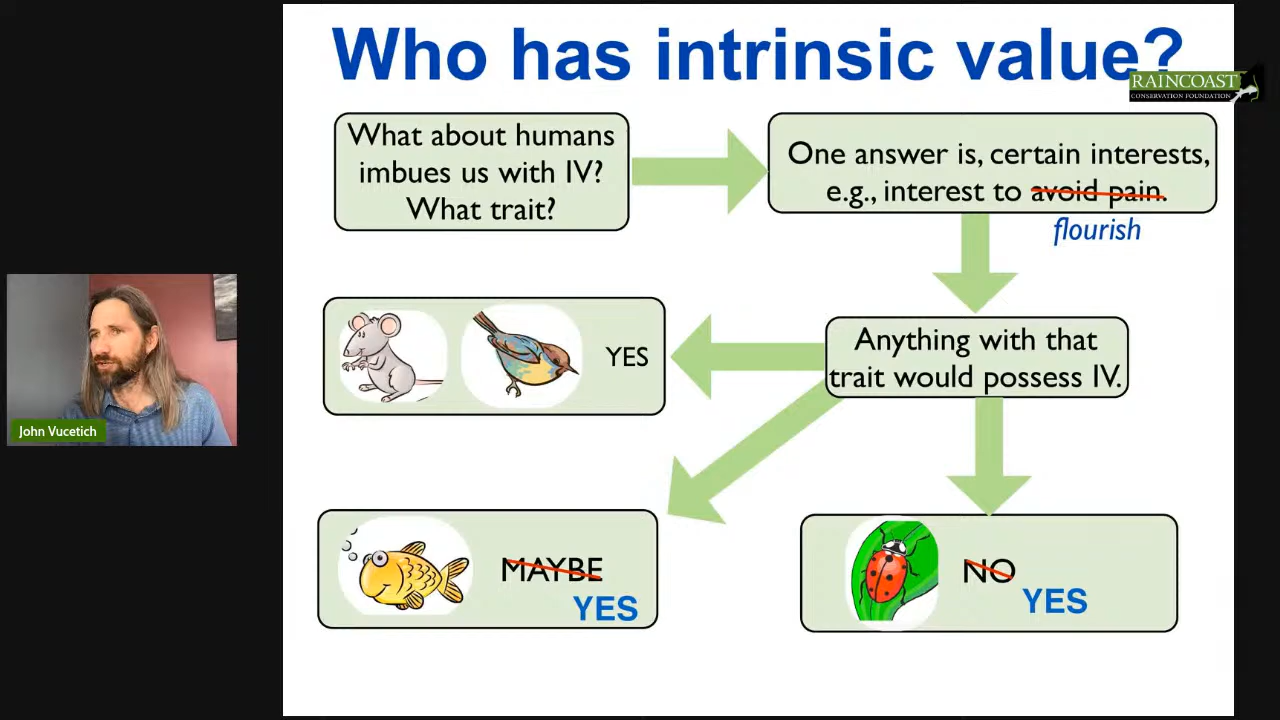 Who has intrinsic value?
RAINCOAST
CONSERVATION FOUNDATION
What about humans
imbues us with IV?
What trait?
One answer is, certain interests,
e.g., interest to avoid pain.
flourish
YES
Anything with that
trait would possess IV.
John Vucetich
MAYBE
YES
NO
YES